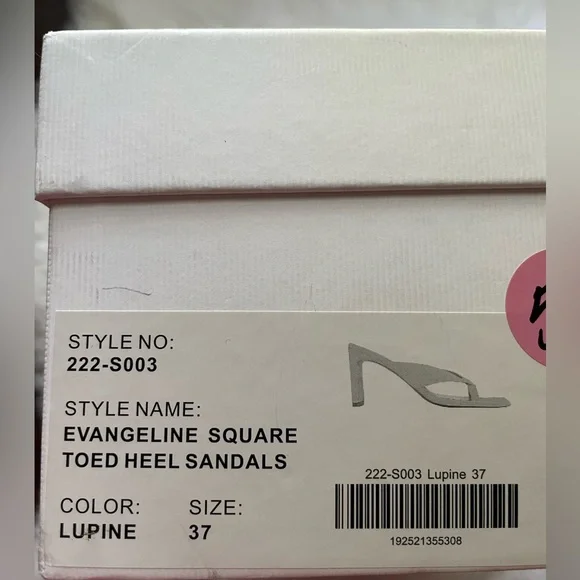 STYLE NO:
222-S003
STYLE NAME:
EVANGELINE SQUARE
TOED HEEL SANDALS
COLOR: SIZE:
LUPINE 37
222-S003 Lupine 37
192521355308